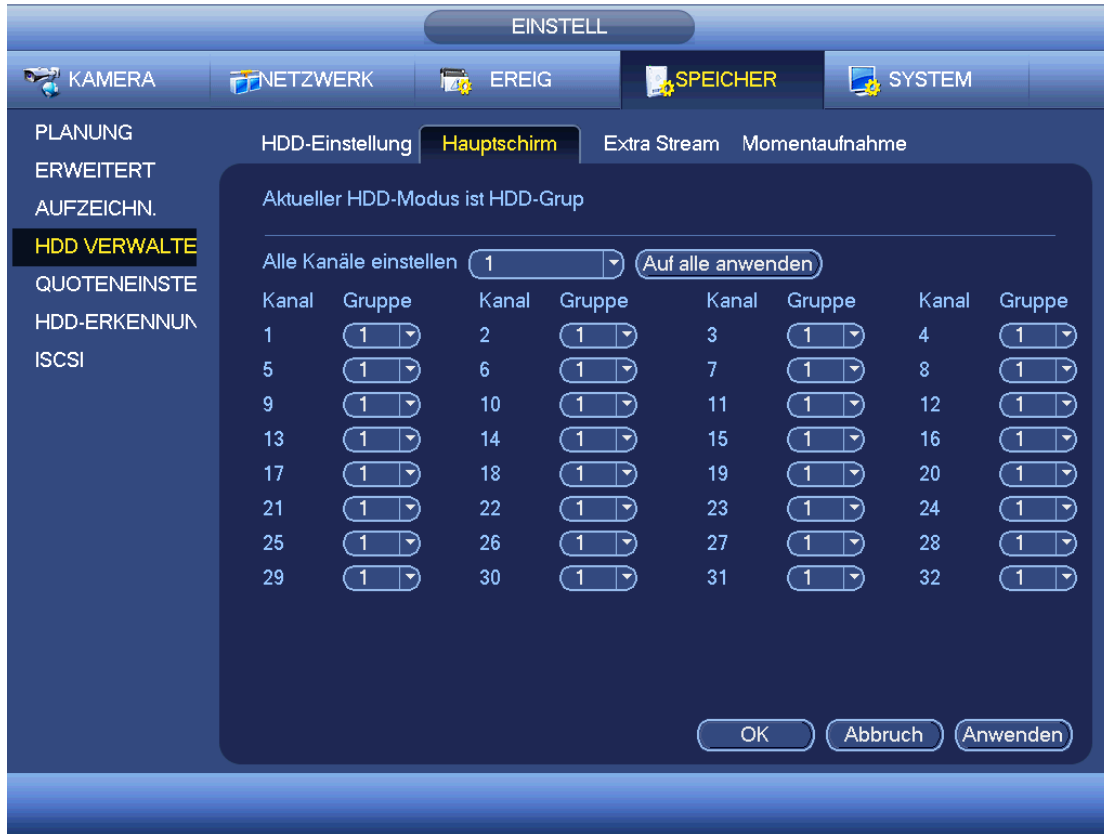 EINSTELL
KAMERA NETZWERK EREIG SPEICHER SYSTEM
PLANUNG
ERWEITERT
AUFZEICHN.
HDD VERWALTE
QUOTENEINSTE
HDD-ERKENNUN
ISCSI
HDD-Einstellung Hauptschirm Extra Stream Momentaufnahme
Aktueller HDD-Modus ist HDD-Grup
Alle Kanäle einstellen 1 Auf alle anwenden
Kanal Gruppe Kanal Gruppe Kanal Gruppe Kanal Gruppe
1 1 2 1 3 1 4 1
5 1 6 1 7 1 8 1
9 1 10 1 11 1 12 1
13 1 14 1 15 1 16 1
17 1 18 1 19 1 20 1
21 1 22 1 23 1 24 1
25 1 26 1 27 1 28 1
29 1 30 1 31 1 32 1
OK Abbruch Anwenden